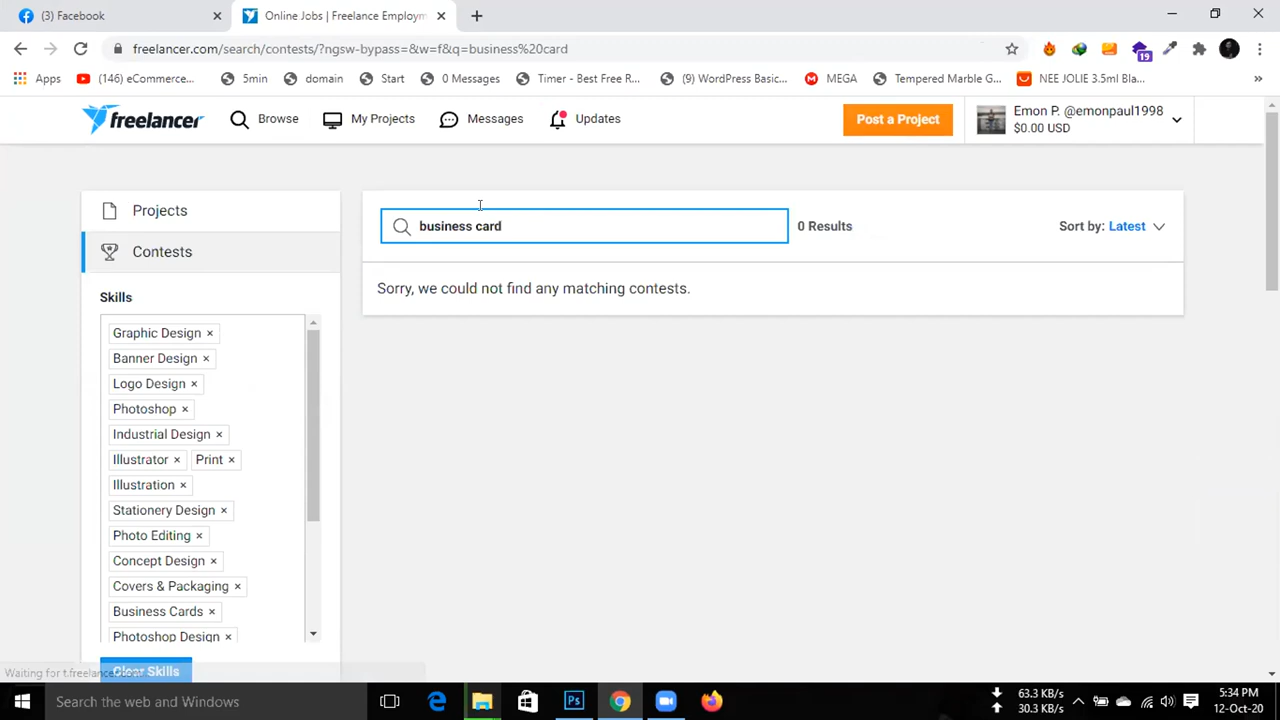 (3) Facebook
Online Jobs | Freelance Employm
freelancer.com/search/contests/?ngsw-bypass=&w=f&q=business%20card
19
Apps
(146) eCommerce...
5min
domain
Start
0 Messages
Timer - Best Free R...
(9) WordPress Basic...
MEGA
Tempered Marble G...
NEE JOLIE 3.5ml Bla...
»
freelancer
Browse
My Projects
Messages
Updates
Post a Project
Emon P. @emonpaul1998
$0.00 USD
Projects
Contests
Skills
Graphic Design ×
Banner Design ×
Logo Design ×
Photoshop ×
Industrial Design ×
Illustrator × Print ×
Illustration ×
Stationery Design ×
Photo Editing ×
Concept Design ×
Covers & Packaging ×
Business Cards ×
Photoshop Design ×
Clear Skills
business card
0 Results
Sort by: Latest
Sorry, we could not find any matching contests.
Waiting for t.freelancer.com...
Search the web and Windows
63.3 KB/s
30.3 KB/s
5:34 PM
12-Oct-20